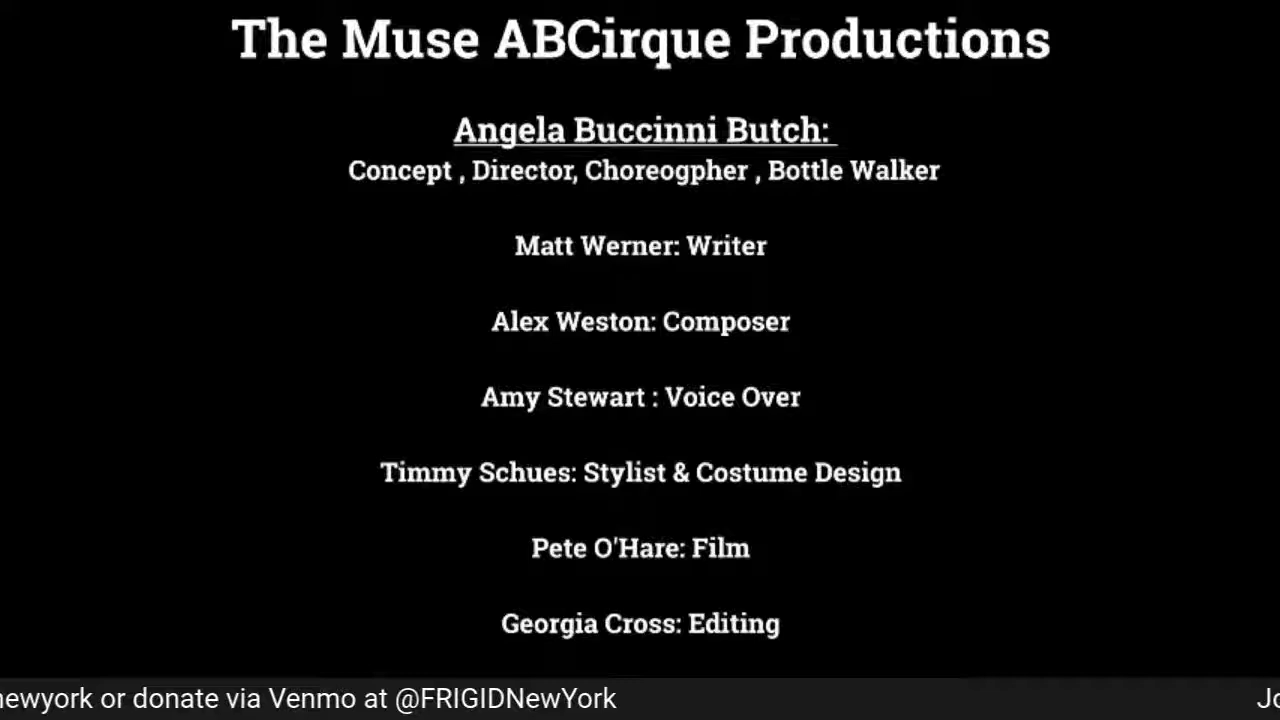 The Muse ABCirque Productions
Angela Buccinni Butch:
Concept , Director, Choreogpher , Bottle Walker
Matt Werner: Writer
Alex Weston: Composer
Amy Stewart : Voice Over
Timmy Schues: Stylist & Costume Design
Pete O'Hare: Film
Georgia Cross: Editing
newyork or donate via Venmo at @FRIGIDNewYork